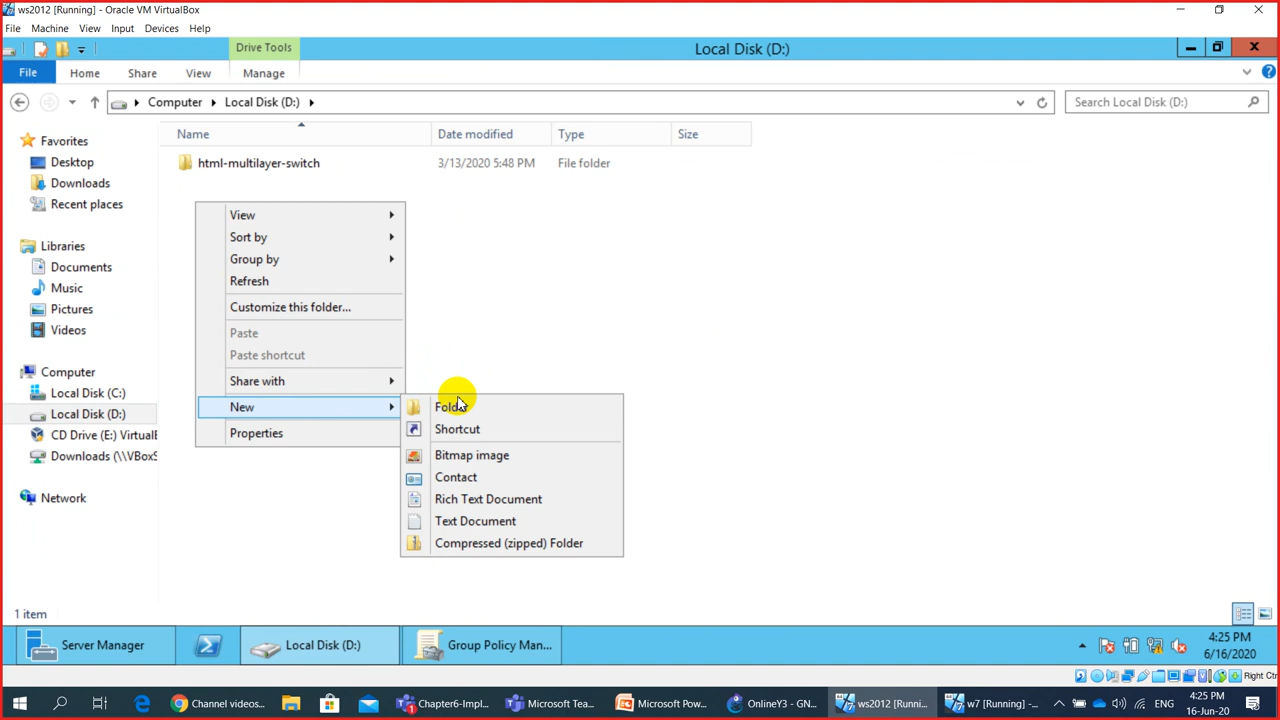 ws2012 [Running] - Oracle VM VirtualBox
File Machine View Input Devices Help
Drive Tools
Local Disk (D:)
File Home Share View Manage
Computer Local Disk (D:)
Search Local Disk (D:)
Name Date modified Type Size
html-multilayer-switch 3/13/2020 5:48 PM File folder
Favorites
Desktop
Downloads
Recent places
Libraries
Documents
Music
Pictures
Videos
Computer
Local Disk (C:)
Local Disk (D:)
CD Drive (E:) Virtual
Downloads (\\VBoxS
Network
View
Sort by
Group by
Refresh
Customize this folder...
Paste
Paste shortcut
Share with
New
Properties
Folder
Shortcut
Bitmap image
Contact
Rich Text Document
Text Document
Compressed (zipped) Folder
1 item
Server Manager
Local Disk (D:)
Group Policy Man...
4:25 PM
6/16/2020
Right Ctr
Channel videos...
Chapter6-Impl...
Microsoft Tea...
Microsoft Pow...
OnlineY3 - GN...
ws2012 [Runni...
w7 [Running] -...
ENG
4:25 PM
16-Jun-20